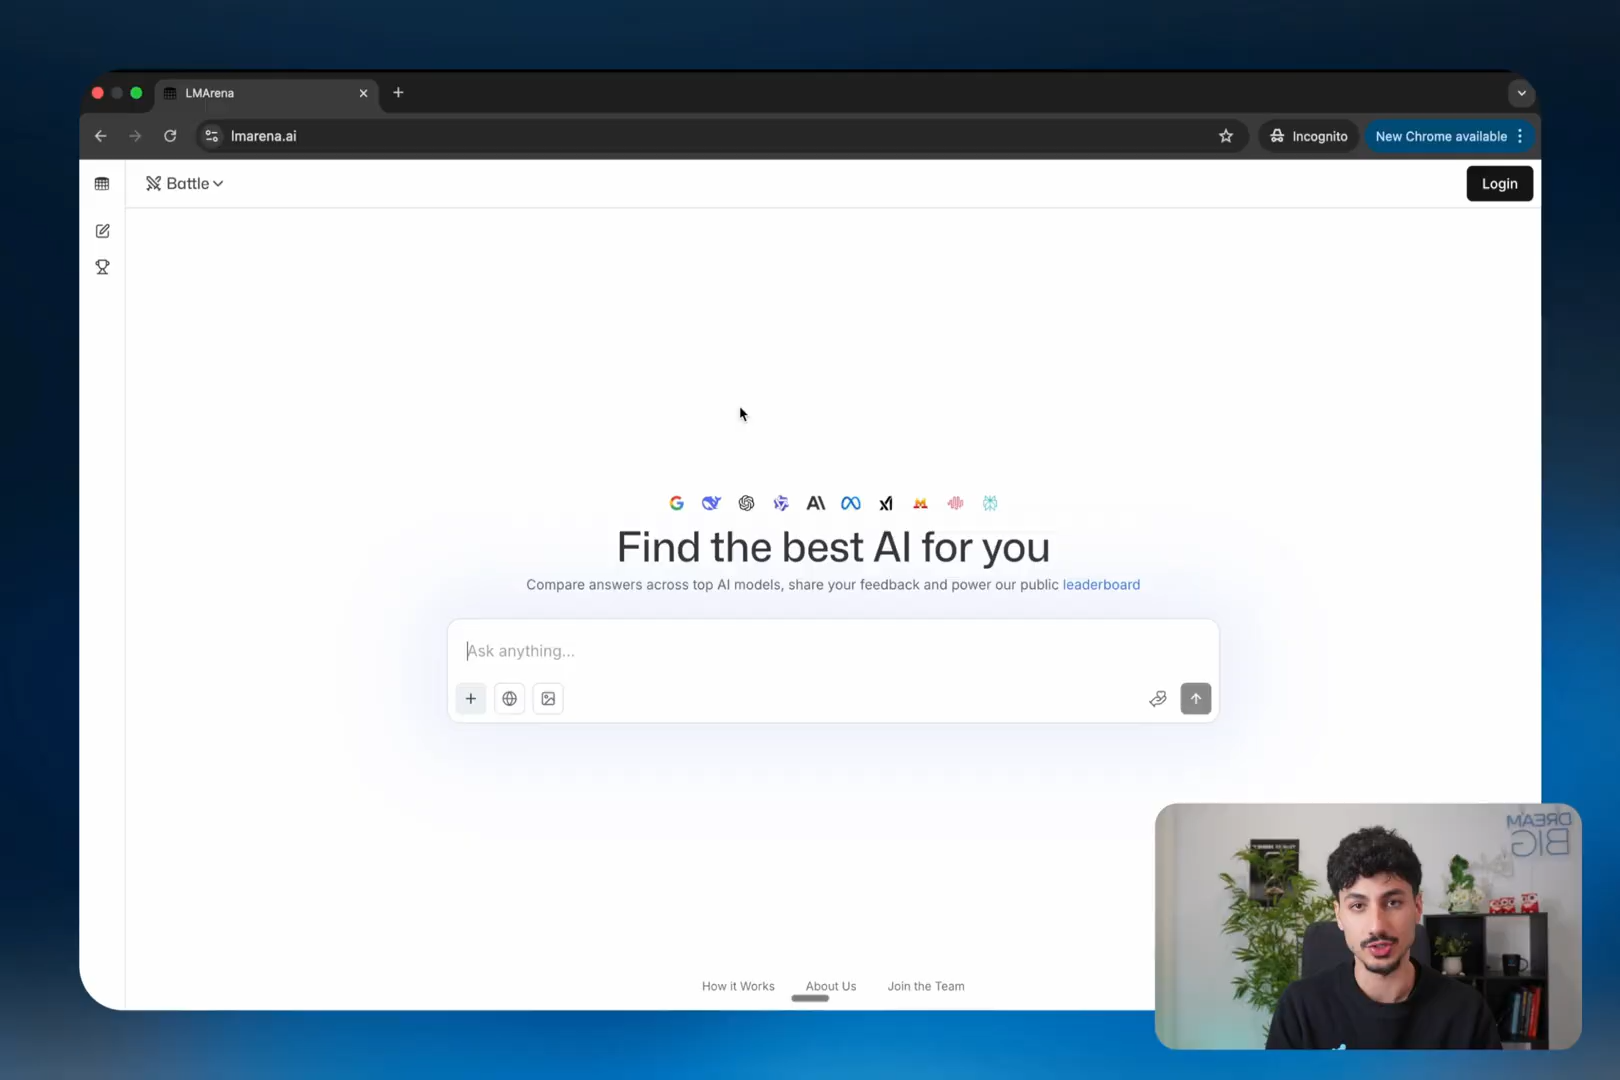 LMArena
lmarena.ai
Incognito
New Chrome available
Battle
Login
Find the best AI for you
Compare answers across top AI models, share your feedback and power our public leaderboard
Ask anything...
How it Works
About Us
Join the Team
DREAM
BIG